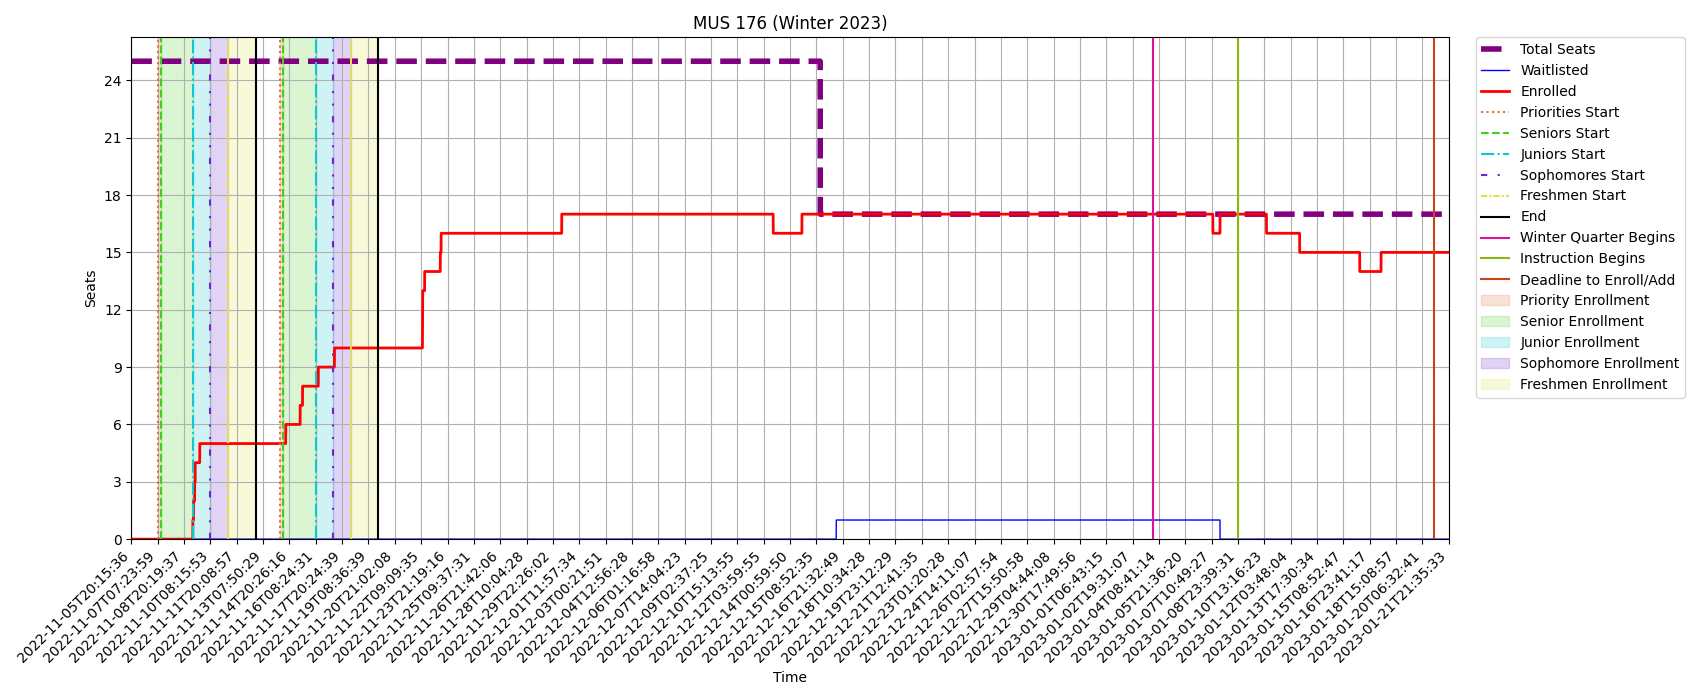 MUS 176 (Winter 2023)
Seats
24
21
18
15
12
9
6
3
0
2022-11-05T20:15:36
2022-11-07T07:23:59
2022-11-08T20:19:37
2022-11-10T08:15:53
2022-11-11T20:08:57
2022-11-13T07:50:29
2022-11-14T20:26:16
2022-11-16T08:24:31
2022-11-17T20:24:39
2022-11-19T08:36:39
2022-11-20T21:02:08
2022-11-22T09:09:35
2022-11-23T21:19:16
2022-11-25T09:37:31
2022-11-26T21:42:06
2022-11-28T10:04:28
2022-11-29T22:26:02
2022-12-01T11:57:34
2022-12-03T00:21:51
2022-12-04T12:56:28
2022-12-06T01:16:58
2022-12-07T14:04:23
2022-12-09T02:37:25
2022-12-10T15:13:55
2022-12-12T03:59:55
2022-12-14T00:59:50
2022-12-15T08:52:35
2022-12-16T21:32:49
2022-12-18T10:34:28
2022-12-19T23:12:29
2022-12-21T12:41:35
2022-12-23T01:20:28
2022-12-24T14:11:07
2022-12-26T02:57:54
2022-12-27T15:50:58
2022-12-29T04:44:08
2022-12-30T17:49:56
2023-01-01T06:43:15
2023-01-02T19:31:07
2023-01-04T08:41:14
2023-01-05T21:36:20
2023-01-07T10:49:27
2023-01-08T23:39:31
2023-01-10T13:16:23
2023-01-12T03:48:04
2023-01-13T17:30:34
2023-01-15T08:52:47
2023-01-16T23:41:17
2023-01-18T15:08:57
2023-01-20T06:32:41
2023-01-21T21:35:33
Time
Total Seats
Waitlisted
Enrolled
Priorities Start
Seniors Start
Juniors Start
Sophomores Start
Freshmen Start
End
Winter Quarter Begins
Instruction Begins
Deadline to Enroll/Add
Priority Enrollment
Senior Enrollment
Junior Enrollment
Sophomore Enrollment
Freshmen Enrollment